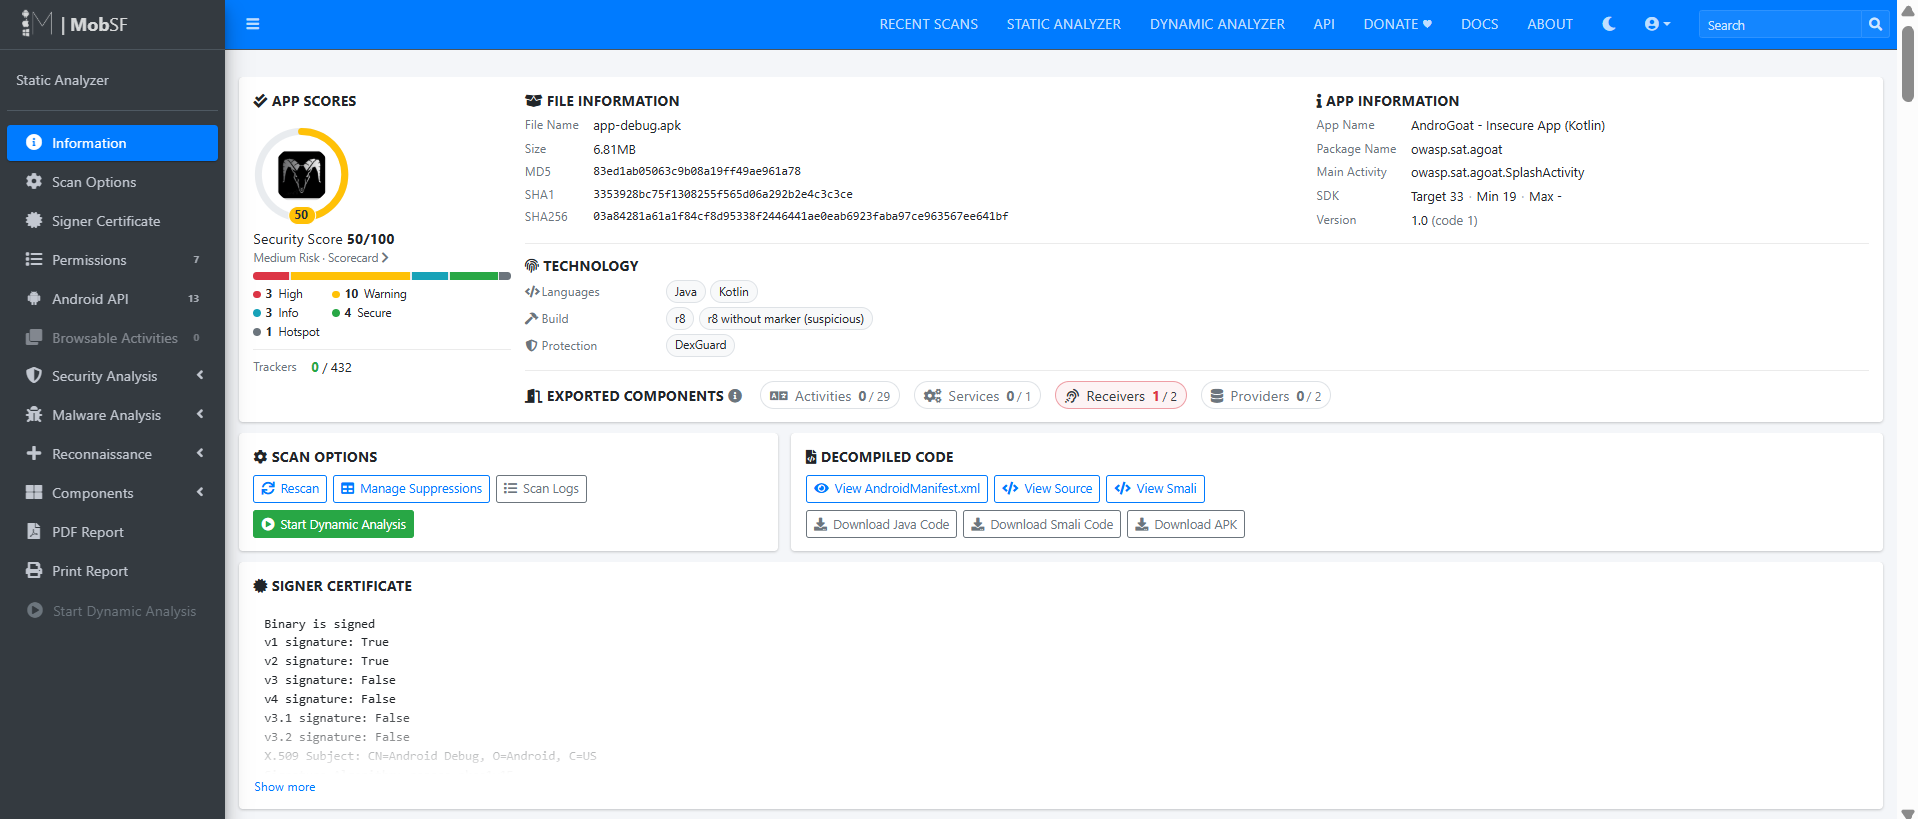 M | MobSF
RECENT SCANS STATIC ANALYZER DYNAMIC ANALYZER API DONATE DOCS ABOUT Search
Static Analyzer
Information
Scan Options
Signer Certificate
Permissions 7
Android API 13
Browsable Activities 0
Security Analysis
Malware Analysis
Reconnaissance
Components
PDF Report
Print Report
Start Dynamic Analysis
APP SCORES
50
Security Score 50/100
Medium Risk · Scorecard
3 High 10 Warning
3 Info 4 Secure
1 Hotspot
Trackers 0 / 432
FILE INFORMATION
File Name app-debug.apk
Size 6.81MB
MD5 83ed1ab05063c9b08a19ff49ae961a78
SHA1 3353928bc75f1308255f565d06a292b2e4c3c3ce
SHA256 03a84281a61a1f84cf8d95338f2446441ae0eab6923faba97ce963567ee641bf
APP INFORMATION
App Name AndroGoat - Insecure App (Kotlin)
Package Name owasp.sat.agoat
Main Activity owasp.sat.agoat.SplashActivity
SDK Target 33 · Min 19 · Max -
Version 1.0 (code 1)
TECHNOLOGY
Languages Java Kotlin
Build r8 r8 without marker (suspicious)
Protection DexGuard
EXPORTED COMPONENTS Activities 0 / 29 Services 0 / 1 Receivers 1 / 2 Providers 0 / 2
SCAN OPTIONS
Rescan Manage Suppressions Scan Logs
Start Dynamic Analysis
DECOMPILED CODE
View AndroidManifest.xml View Source View Smali
Download Java Code Download Smali Code Download APK
SIGNER CERTIFICATE
Binary is signed
v1 signature: True
v2 signature: True
v3 signature: False
v4 signature: False
v3.1 signature: False
v3.2 signature: False
X.509 Subject: CN=Android Debug, O=Android, C=US
Show more